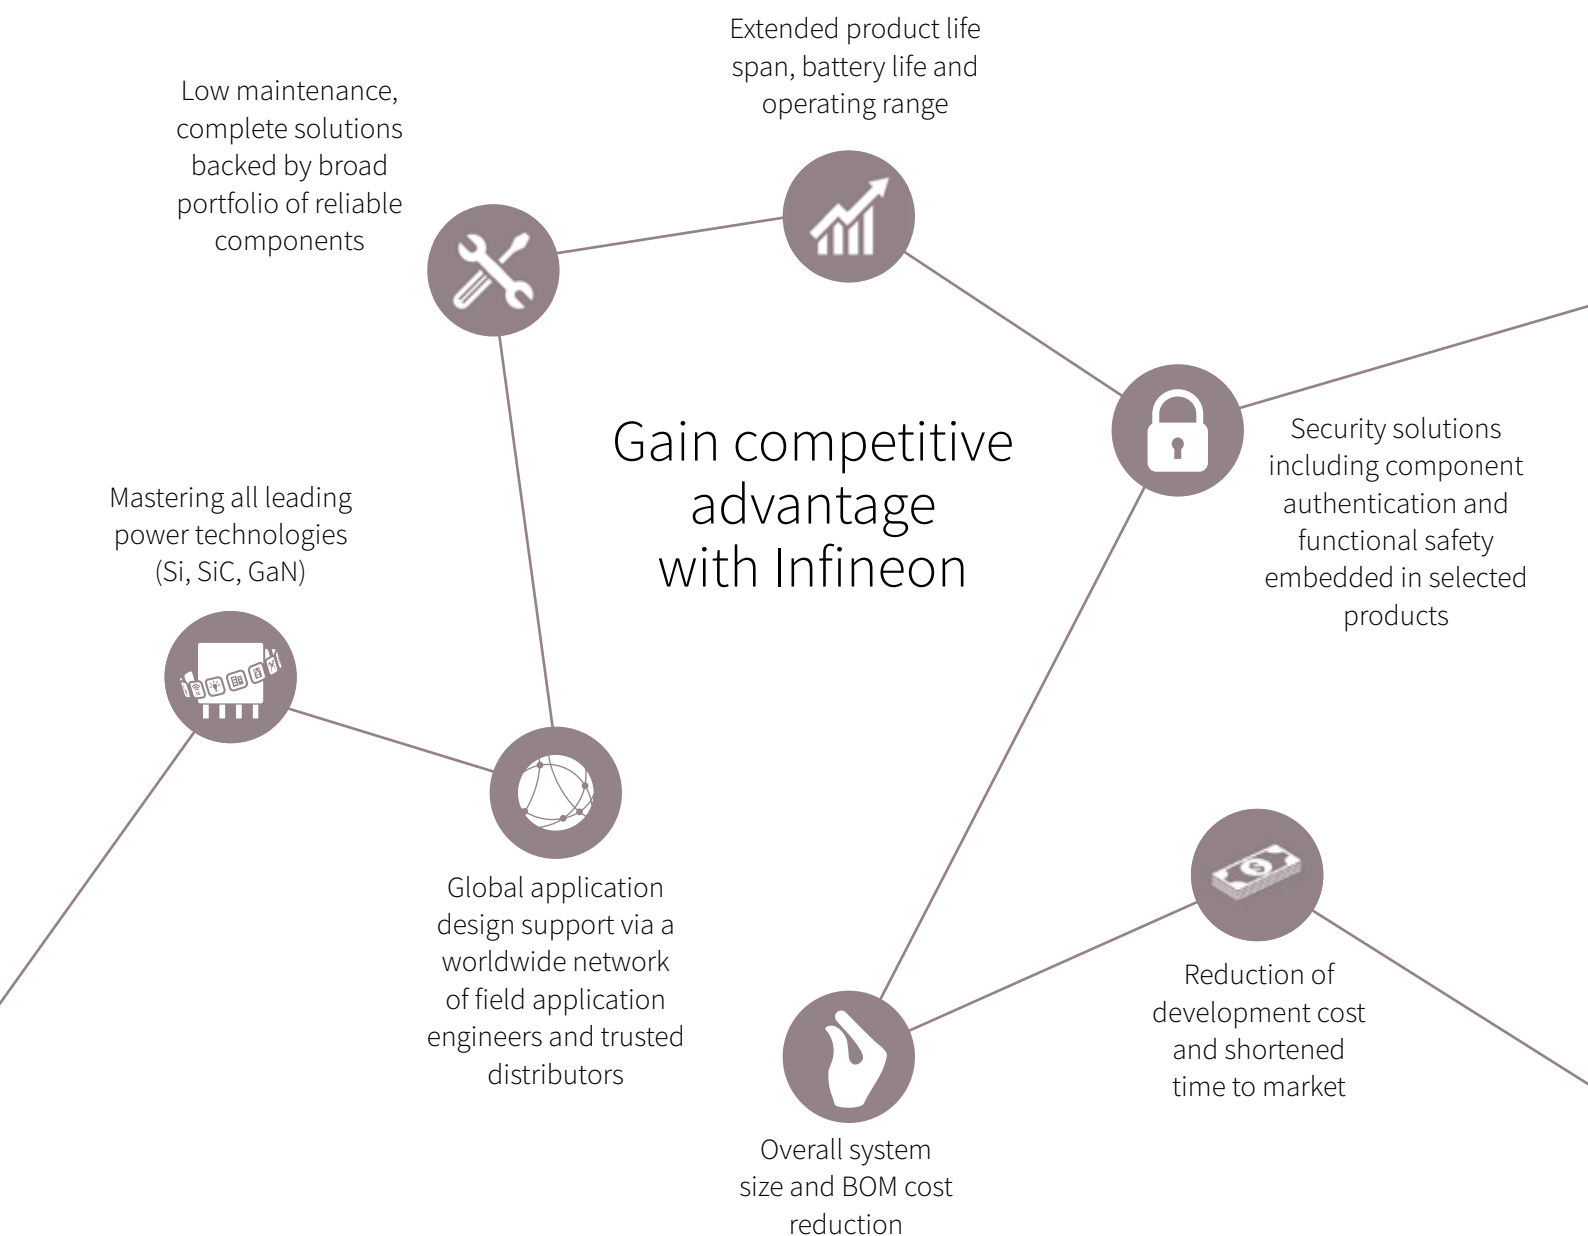 Extended product life
span, battery life and
operating range
Low maintenance,
complete solutions
backed by broad
portfolio of reliable
components
Gain competitive
advantage
with Infineon
Security solutions
including component
authentication and
functional safety
embedded in selected
products
Mastering all leading
power technologies
(Si, SiC, GaN)
Global application
design support via a
worldwide network
of field application
engineers and trusted
distributors
Reduction of
development cost
and shortened
time to market
Overall system
size and BOM cost
reduction